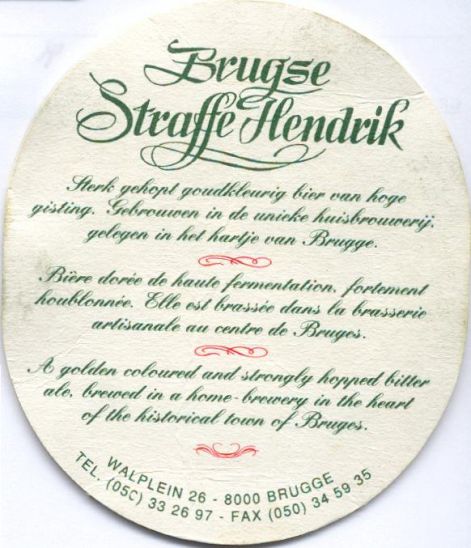 Brugse
Straffe Hendrik
Sterk gehopt goudkleurig bier van hoge
gisting. Gebrouwen in de unieke huisbrouwerij.
gelegen in het hartje van Brugge.
Bière dorée de haute fermentation, fortement
houblonnée. Elle est brassée dans la brasserie
artisanale au centre de Bruges.
A golden coloured and strongly hopped bitter
ale, brewed in a home-brewery in the heart
of the historical town of Bruges.
WALPLEIN 26 - 8000 BRUGGE
TEL. (050) 33 26 97 - FAX (050) 34 59 35